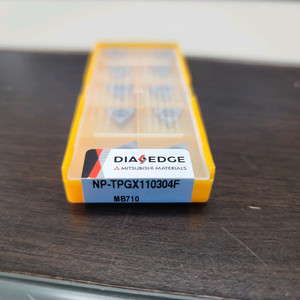 DIAEDGE
MITSUBISHI MATERIALS
NP-TPGX110304F
MB710